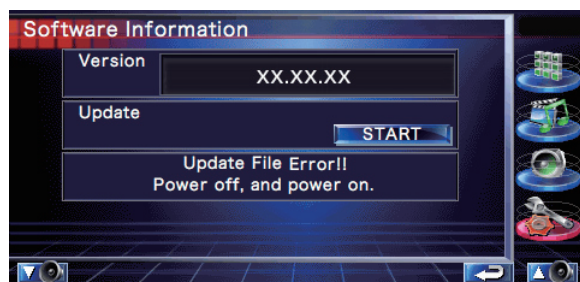 Software Information
Version
XX.XX.XX
Update
START
Update File Error!!
Power off, and power on.